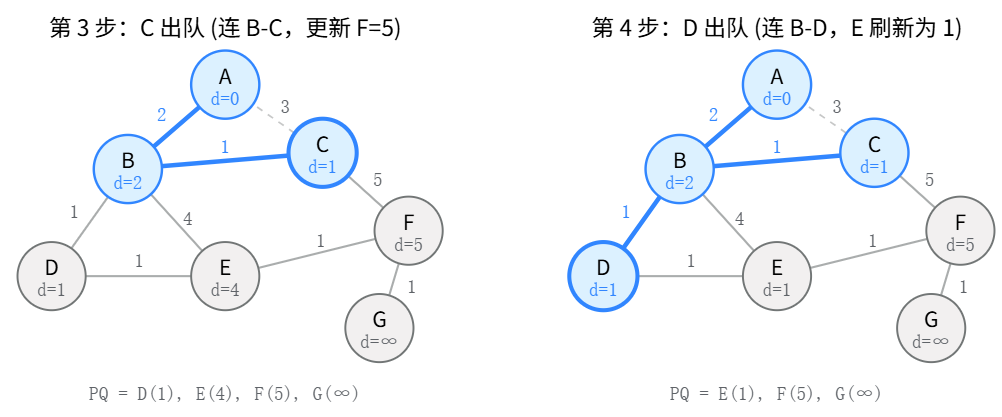 第 3 步：C 出队 (连 B-C，更新 F=5)
A
d=0
2
3
1
B
d=2
C
d=1
5
1
4
F
d=5
1
D
d=1
1
E
d=4
1
G
d=∞
PQ = D(1), E(4), F(5), G(∞)
第 4 步：D 出队 (连 B-D，E 刷新为 1)
A
d=0
2
3
1
B
d=2
C
d=1
5
1
4
F
d=5
1
D
d=1
1
E
d=1
1
G
d=∞
PQ = E(1), F(5), G(∞)